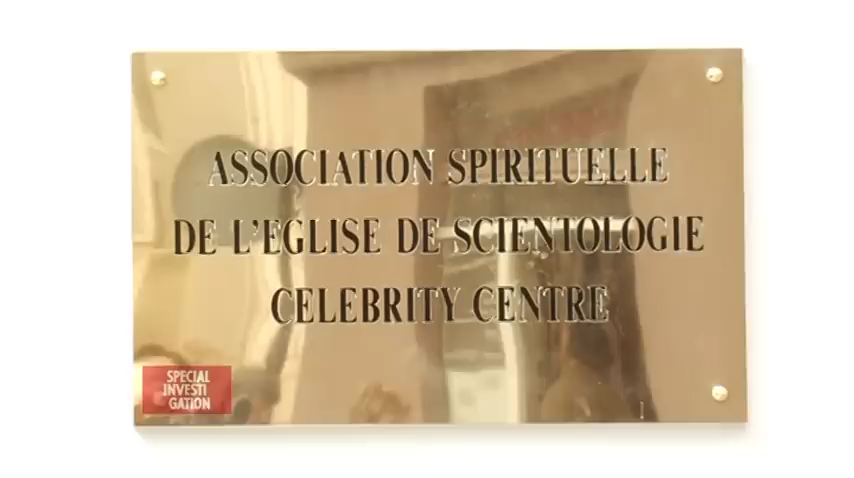 ASSOCIATION SPIRITUELLE
DE L'EGLISE DE SCIENTOLOGIE
CELEBRITY CENTRE
SPECIAL
INVESTI
GATION